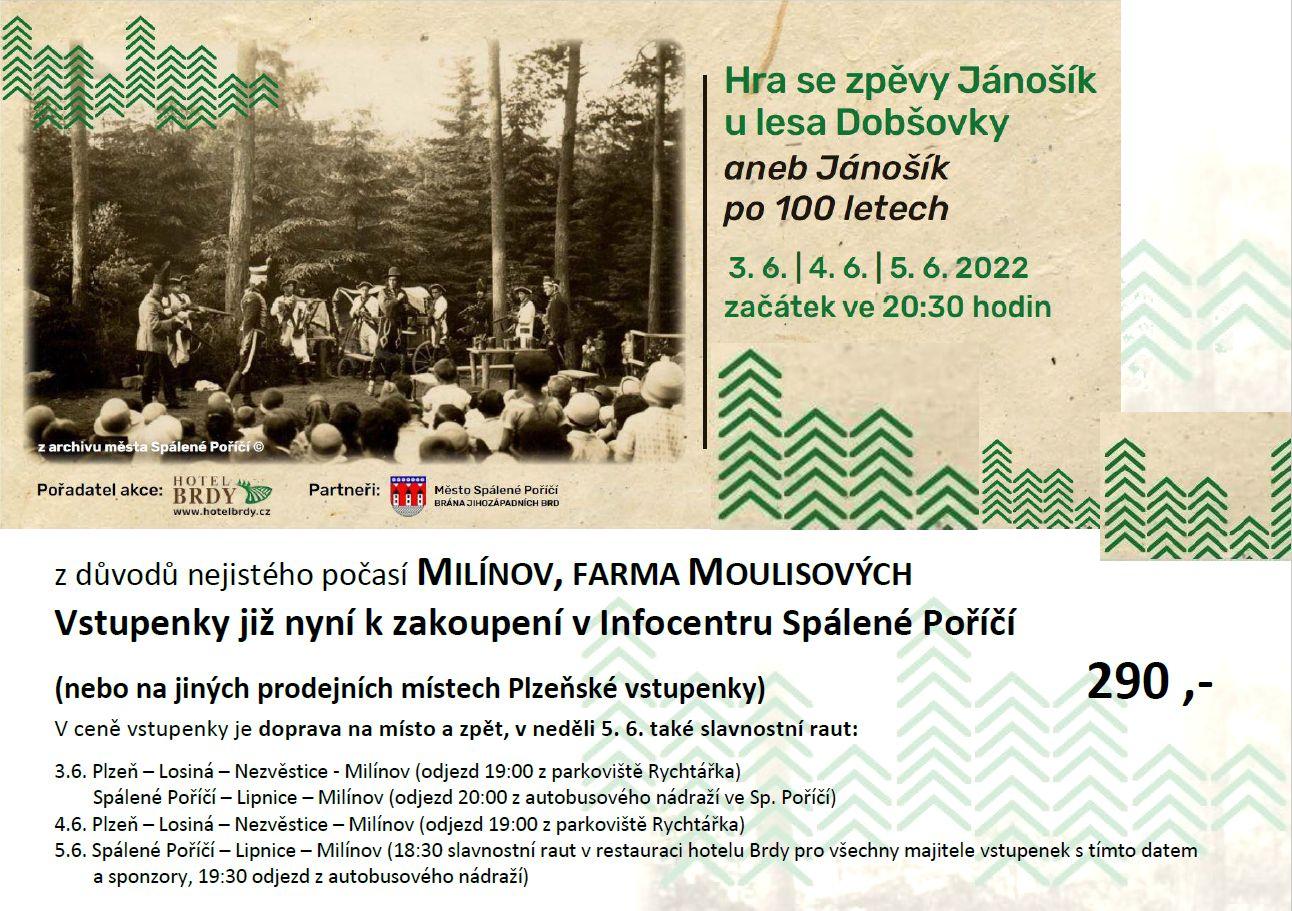 Hra se zpěvy Jánošík
u lesa Dobšovky
aneb Jánošík
po 100 letech
3. 6. | 4. 6. | 5. 6. 2022
začátek ve 20:30 hodin
z archivu města Spálené Poříčí ©
Pořadatel akce: HOTEL BRDY www.hotelbrdy.cz Partneři: Město Spálené Poříčí BRÁNA JIHOZÁPADNÍCH BRD
z důvodů nejistého počasí MILÍNOV, FARMA MOULISOVÝCH
Vstupenky již nyní k zakoupení v Infocentru Spálené Poříčí
(nebo na jiných prodejních místech Plzeňské vstupenky) 290 ,-
V ceně vstupenky je doprava na místo a zpět, v neděli 5. 6. také slavnostní raut:
3.6. Plzeň – Losiná – Nezvěstice - Milínov (odjezd 19:00 z parkoviště Rychtářka)
Spálené Poříčí – Lipnice – Milínov (odjezd 20:00 z autobusového nádraží ve Sp. Poříčí)
4.6. Plzeň – Losiná – Nezvěstice – Milínov (odjezd 19:00 z parkoviště Rychtářka)
5.6. Spálené Poříčí – Lipnice – Milínov (18:30 slavnostní raut v restauraci hotelu Brdy pro všechny majitele vstupenek s tímto datem
a sponzory, 19:30 odjezd z autobusového nádraží)